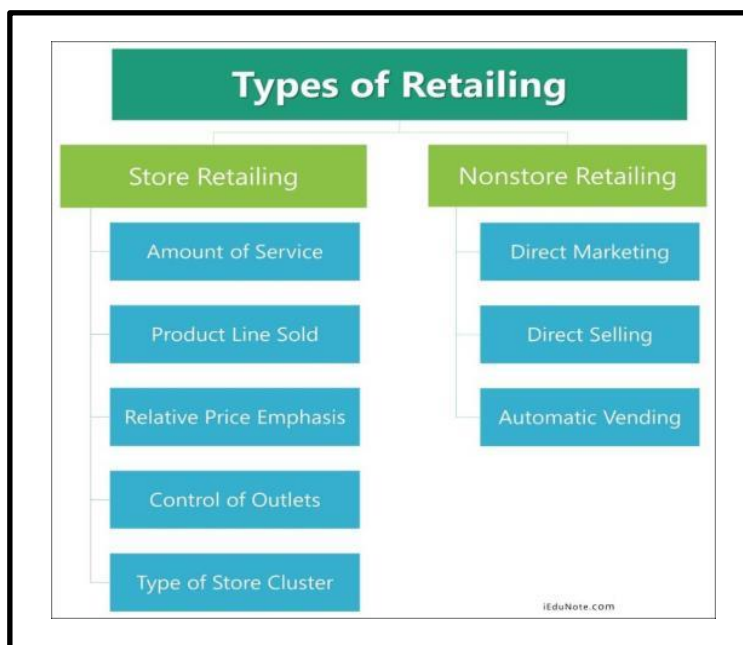 Types of Retailing
Store Retailing
Amount of Service
Product Line Sold
Relative Price Emphasis
Control of Outlets
Type of Store Cluster
Nonstore Retailing
Direct Marketing
Direct Selling
Automatic Vending
iEduNote.com